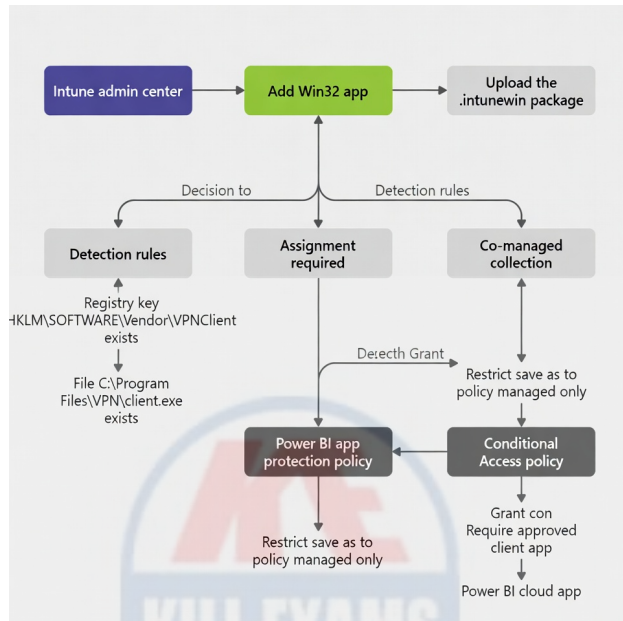 Intune admin center
Add Win32 app
Upload the
.intunewin package
Decision to
Detection rules
Detection rules
Assignment
required
Co-managed
collection
Registry key
HKLM\SOFTWARE\Vendor\VPNClient
exists
Detecth Grant
File C:\Program
Files\VPN\client.exe
exists
Restrict save as to
policy managed only
Power BI app
protection policy
Conditional
Access policy
Restrict save as to
policy managed only
Grant con
Require approved
client app
Power BI cloud app
KILL EXAMS